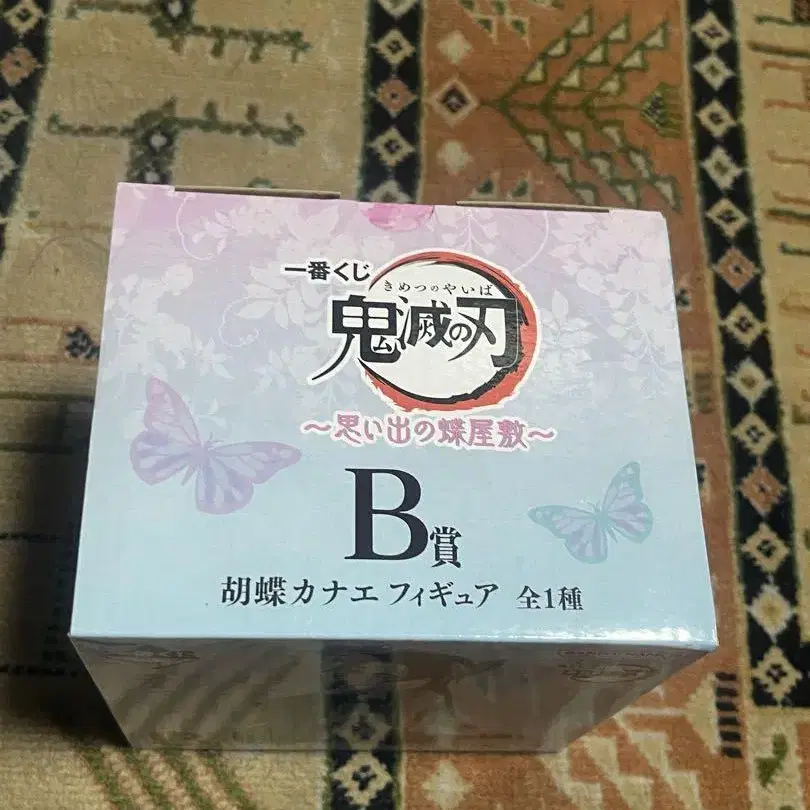 一番くじ
きめつのやいば
鬼滅の刃
～思い出の蝶屋敷～
B賞
胡蝶カナエ フィギュア 全1種